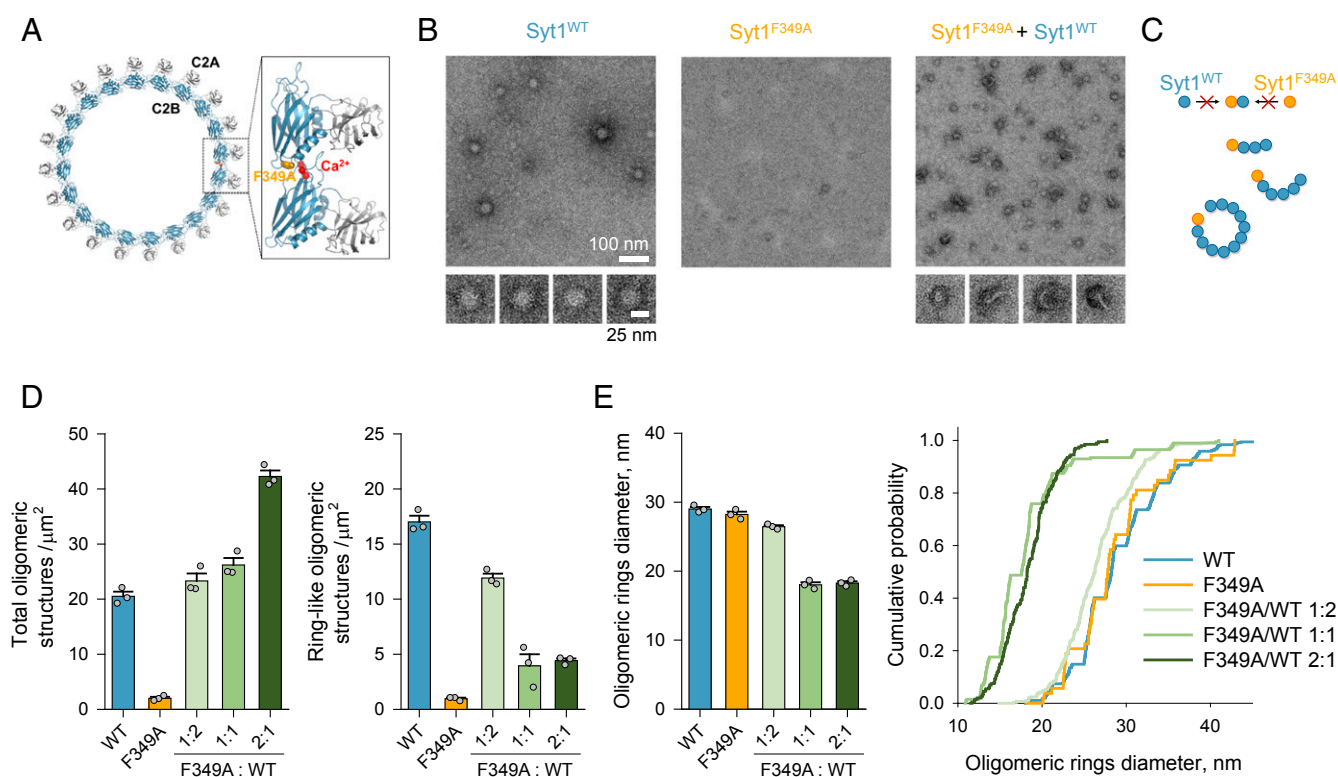 A
C2A
C2B
F349A
Ca2+
B
Syt1WT
Syt1F349A
Syt1F349A + Syt1WT
100 nm
25 nm
C
Syt1WT
Syt1F349A
D
Total oligomeric
structures /μm2
50
40
30
20
10
0
WT
F349A
1:2
1:1
2:1
F349A : WT
Ring-like oligomeric
structures /μm2
25
20
15
10
5
0
WT
F349A
1:2
1:1
2:1
F349A : WT
E
Oligomeric rings diameter, nm
40
30
20
10
0
WT
F349A
1:2
1:1
2:1
F349A : WT
Cumulative probability
1.0
0.8
0.6
0.4
0.2
0.0
10
20
30
40
Oligomeric rings diameter, nm
WT
F349A
F349A/WT 1:2
F349A/WT 1:1
F349A/WT 2:1